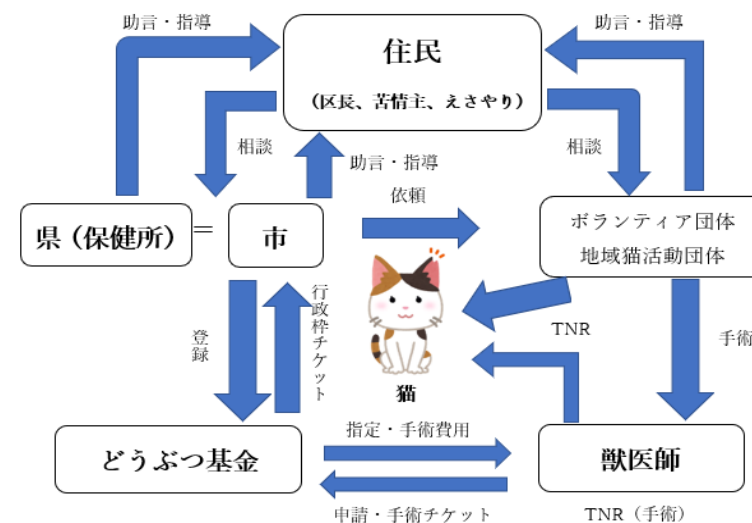 助言・指導
助言・指導
住民
（区長、苦情主、えさやり）
相談
相談
助言・指導
依頼
県（保健所）
＝
市
ボランティア団体
地域猫活動団体
登録
行政枠チケット
TNR
手術
猫
どうぶつ基金
指定・手術費用
獣医師
申請・手術チケット
TNR（手術）